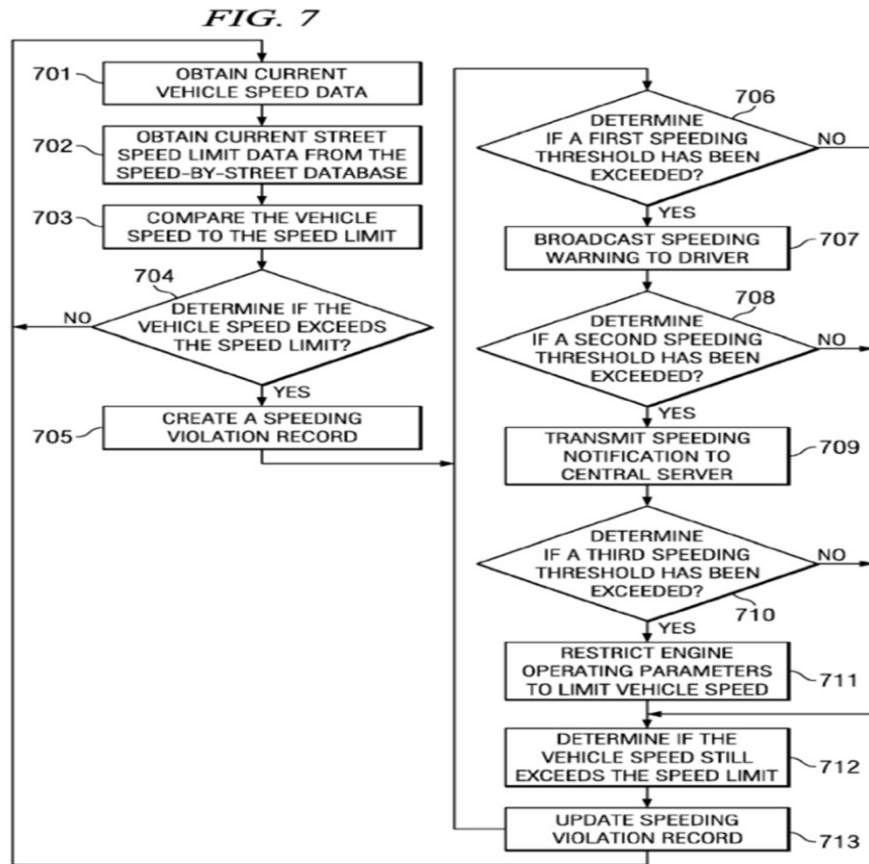 FIG. 7
701
OBTAIN CURRENT
VEHICLE SPEED DATA
702
OBTAIN CURRENT STREET
SPEED LIMIT DATA FROM THE
SPEED-BY-STREET DATABASE
703
COMPARE THE VEHICLE
SPEED TO THE SPEED LIMIT
704
NO
DETERMINE IF THE
VEHICLE SPEED EXCEEDS
THE SPEED LIMIT?
YES
705
CREATE A SPEEDING
VIOLATION RECORD
706
DETERMINE
IF A FIRST SPEEDING
THRESHOLD HAS BEEN
EXCEEDED?
NO
YES
BROADCAST SPEEDING
WARNING TO DRIVER
707
708
DETERMINE
IF A SECOND SPEEDING
THRESHOLD HAS BEEN
EXCEEDED?
NO
YES
TRANSMIT SPEEDING
NOTIFICATION TO
CENTRAL SERVER
709
DETERMINE
IF A THIRD SPEEDING
THRESHOLD HAS BEEN
EXCEEDED?
NO
710
YES
RESTRICT ENGINE
OPERATING PARAMETERS
TO LIMIT VEHICLE SPEED
711
DETERMINE IF THE
VEHICLE SPEED STILL
EXCEEDS THE SPEED LIMIT
712
UPDATE SPEEDING
VIOLATION RECORD
713